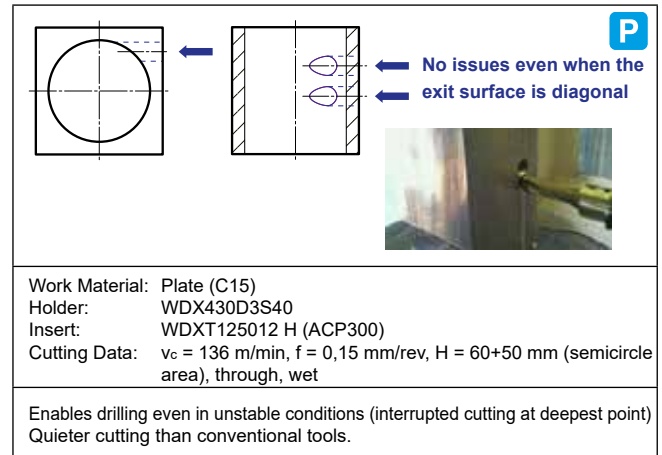 P
No issues even when the
exit surface is diagonal
Work Material: Plate (C15)
Holder: WDX430D3S40
Insert: WDXT125012 H (ACP300)
Cutting Data: vc = 136 m/min, f = 0,15 mm/rev, H = 60+50 mm (semicircle
area), through, wet
Enables drilling even in unstable conditions (interrupted cutting at deepest point)
Quieter cutting than conventional tools.